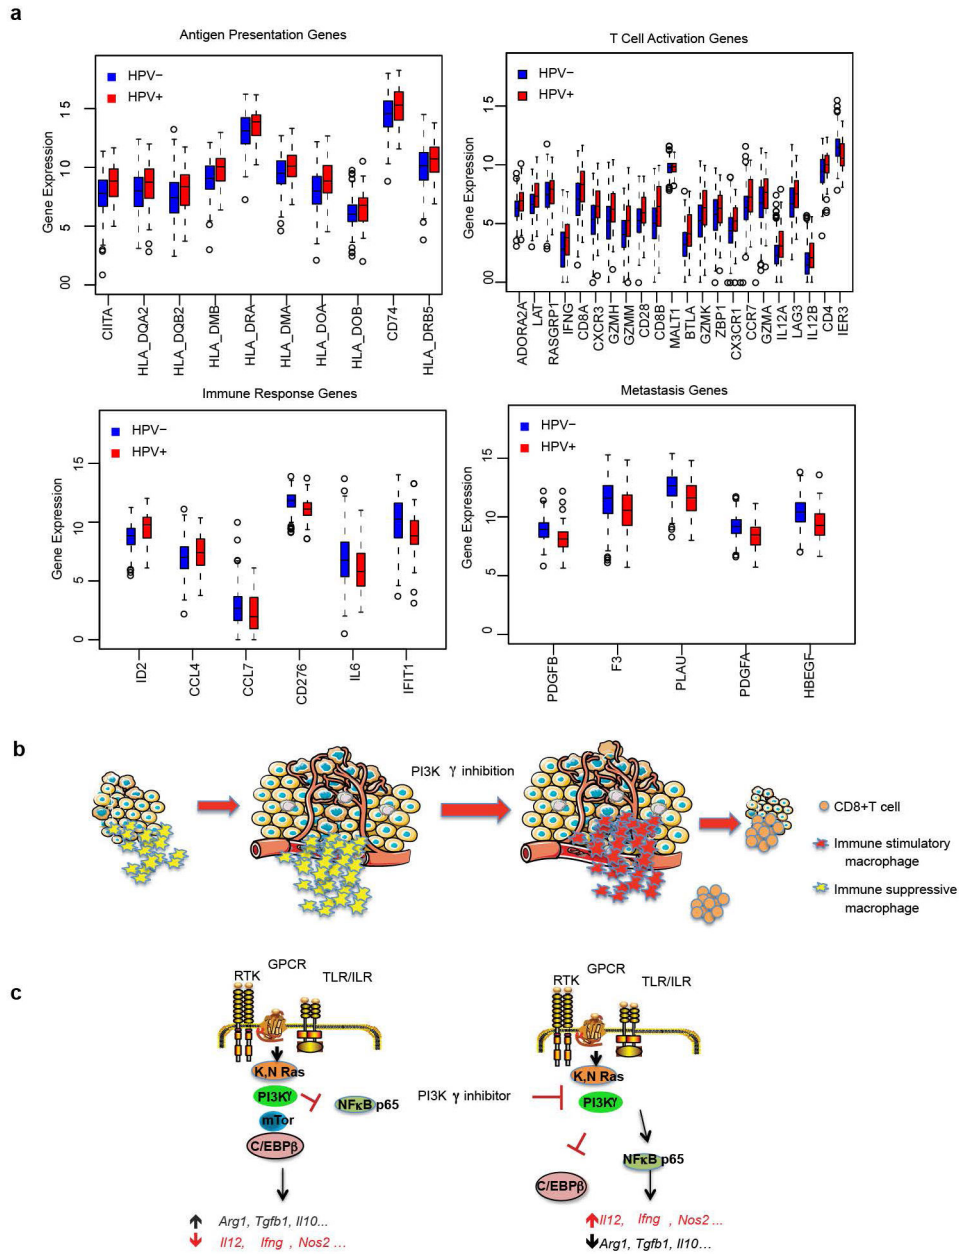 a
Antigen Presentation Genes
HPV−
HPV+
Gene Expression
00
5
10
15
CIITA
HLA_DQA2
HLA_DQB2
HLA_DMB
HLA_DRA
HLA_DMA
HLA_DOA
HLA_DOB
CD74
HLA_DRB5
T Cell Activation Genes
HPV−
HPV+
Gene Expression
00
5
10
15
ADORA2A
LAT
RASGRP1
IFNG
CD8A
CXCR3
GZMH
GZMM
CD28
CD8B
MALT1
BTLA
GZMK
ZBP1
CX3CR1
CCR7
GZMA
IL12A
LAG3
IL12B
CD4
IER3
Immune Response Genes
HPV−
HPV+
Gene Expression
0
5
10
15
ID2
CCL4
CCL7
CD276
IL6
IFIT1
Metastasis Genes
HPV−
HPV+
Gene Expression
0
5
10
15
PDGFB
F3
PLAU
PDGFA
HBEGF
b
PI3K γ inhibition
CD8+T cell
Immune stimulatory
macrophage
Immune suppressive
macrophage
c
RTK
GPCR
TLR/ILR
K,N Ras
PI3Kγ
NFκB p65
mTor
C/EBPβ
Arg1, Tgfb1, Il10...
Il12, Ifng , Nos2 ...
PI3K γ inhibitor
RTK
GPCR
TLR/ILR
K,N Ras
PI3Kγ
NFκB p65
C/EBPβ
Il12, Ifng , Nos2 ...
Arg1, Tgfb1, Il10...